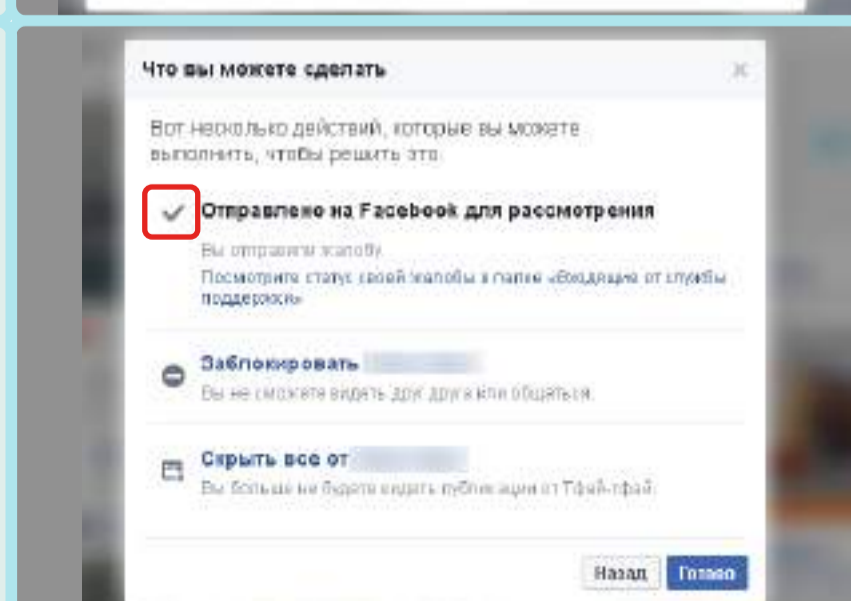 Что вы можете сделать
Вот несколько действий, которые вы можете
выполнить, чтобы решить это.
Отправлено на Facebook для рассмотрения
Вы отправили жалобу.
Посмотрите статус своей жалобы в папке «Входящие от службы
поддержки»
Заблокировать
Вы не сможете видеть друг друга или общаться.
Скрыть все от
Вы больше не будете видеть публикации от Тфай-тфай.
Назад Готово